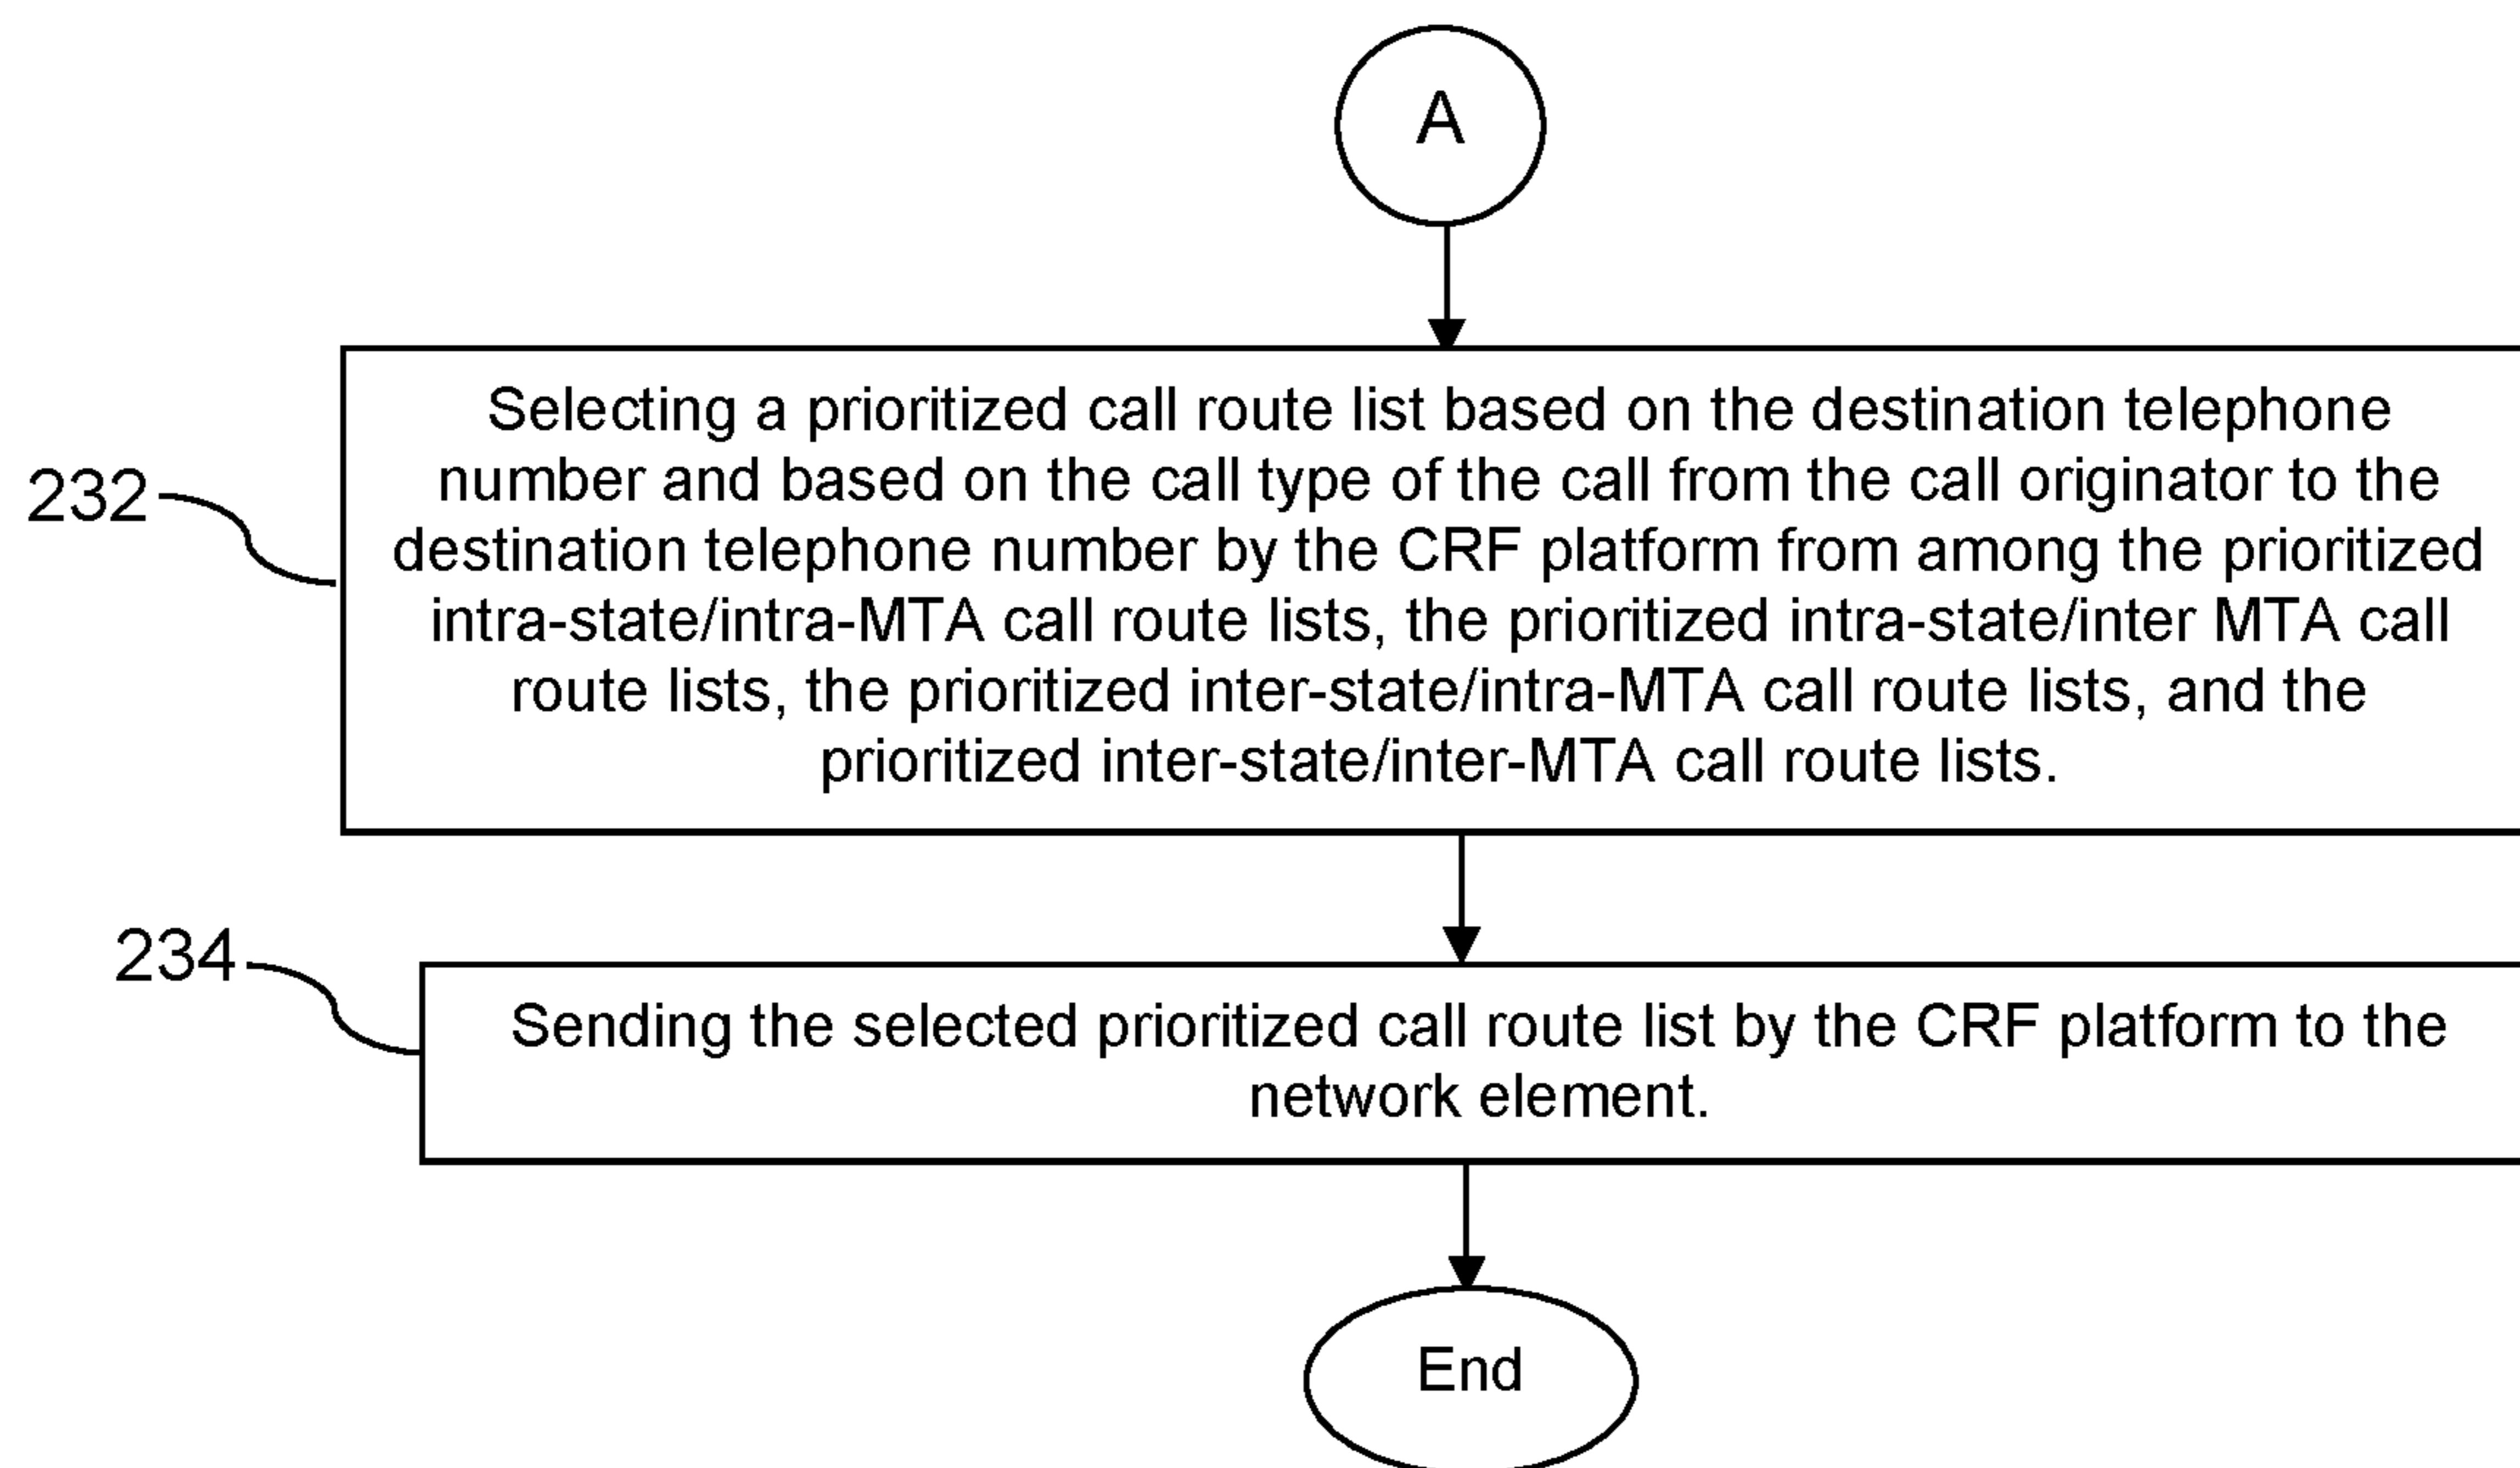 A
232
Selecting a prioritized call route list based on the destination telephone
number and based on the call type of the call from the call originator to the
destination telephone number by the CRF platform from among the prioritized
intra-state/intra-MTA call route lists, the prioritized intra-state/inter MTA call
route lists, the prioritized inter-state/intra-MTA call route lists, and the
prioritized inter-state/inter-MTA call route lists.
234
Sending the selected prioritized call route list by the CRF platform to the
network element.
End